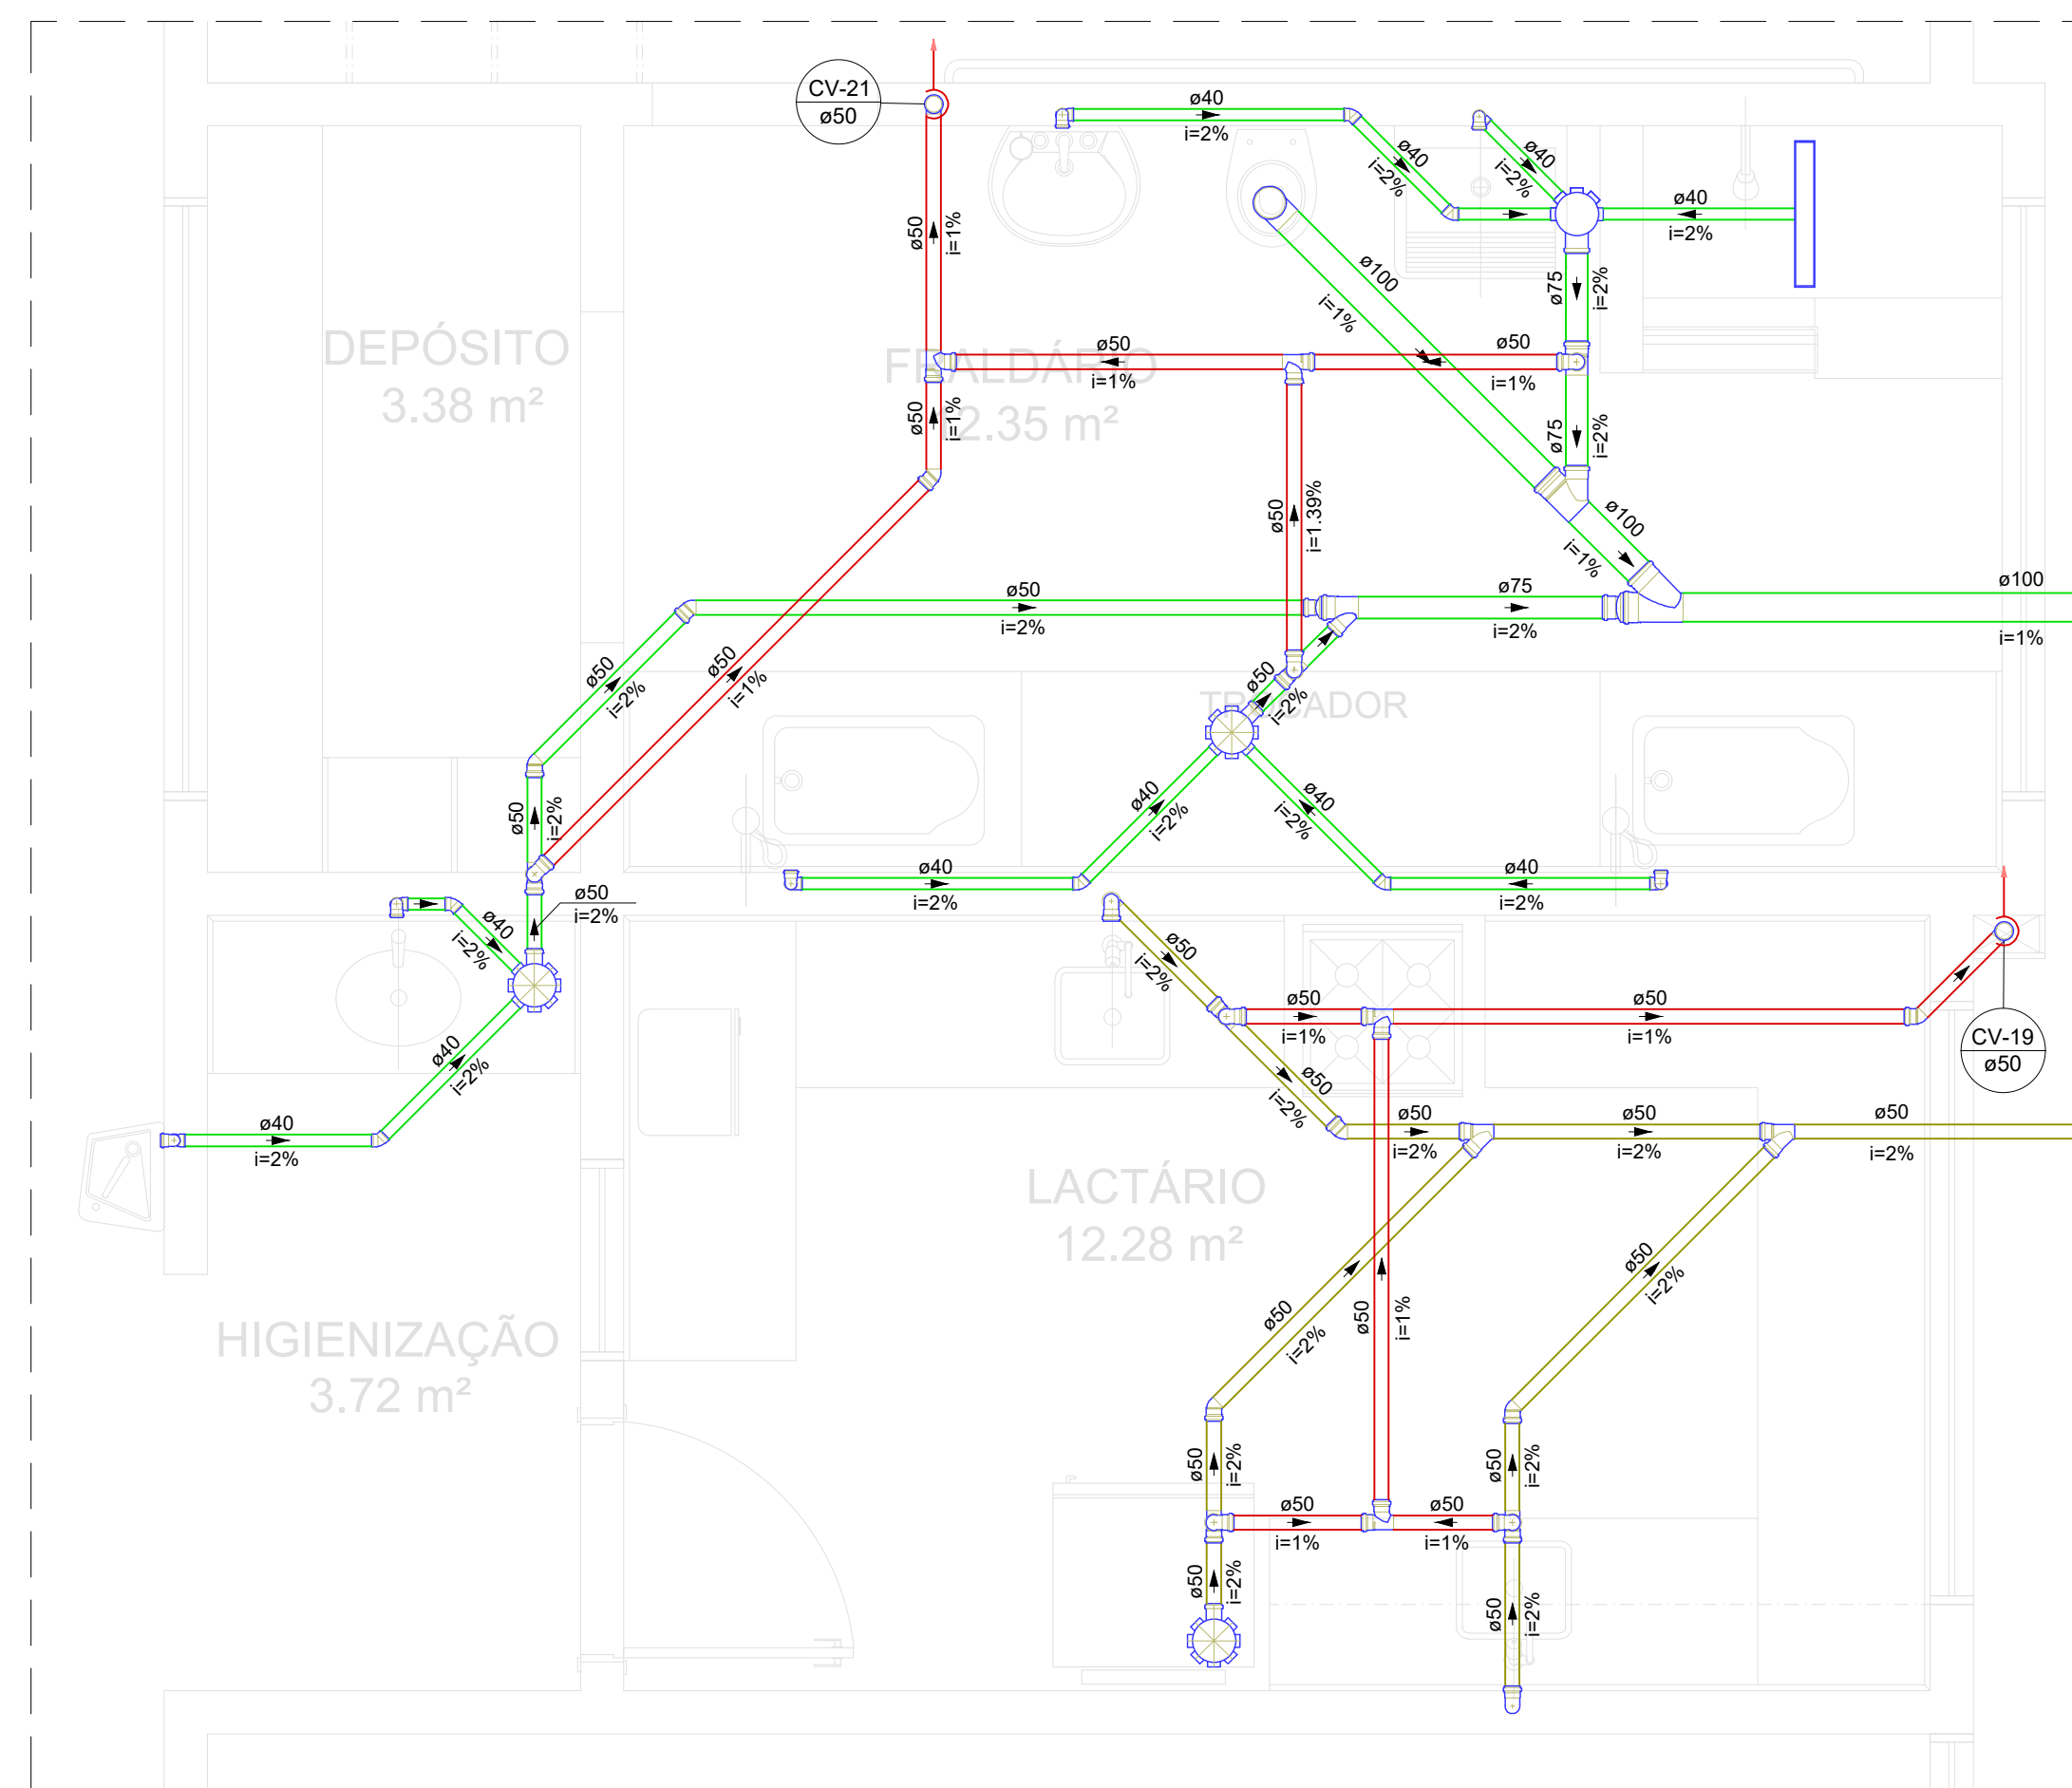 CV-21
ø50
ø40
i=2%
ø40
i=2%
ø40
i=2%
ø40
i=2%
ø50
i=1%
ø100
i=1%
ø75
i=2%
DEPÓSITO
3.38 m²
FRALDÁRIO
12.35 m²
ø50
i=1%
ø50
i=1%
ø50
i=1%
ø75
i=2%
ø50
i=1.39%
ø100
i=1%
ø50
i=2%
ø75
i=2%
ø100
i=1%
ø50
i=2%
ø50
i=1%
ø50
i=2%
TROCADOR
ø50
i=2%
ø40
i=2%
ø40
i=2%
ø40
i=2%
ø40
i=2%
ø50
i=2%
ø40
i=2%
ø50
i=2%
ø50
i=1%
ø50
i=1%
CV-19
ø50
ø40
i=2%
ø50
i=2%
ø40
i=2%
ø50
i=2%
ø50
i=2%
ø50
i=2%
LACTÁRIO
12.28 m²
ø50
i=2%
ø50
i=1%
ø50
i=2%
HIGIENIZAÇÃO
3.72 m²
ø50
i=2%
ø50
i=2%
ø50
i=1%
ø50
i=1%
ø50
i=2%
ø50
i=2%